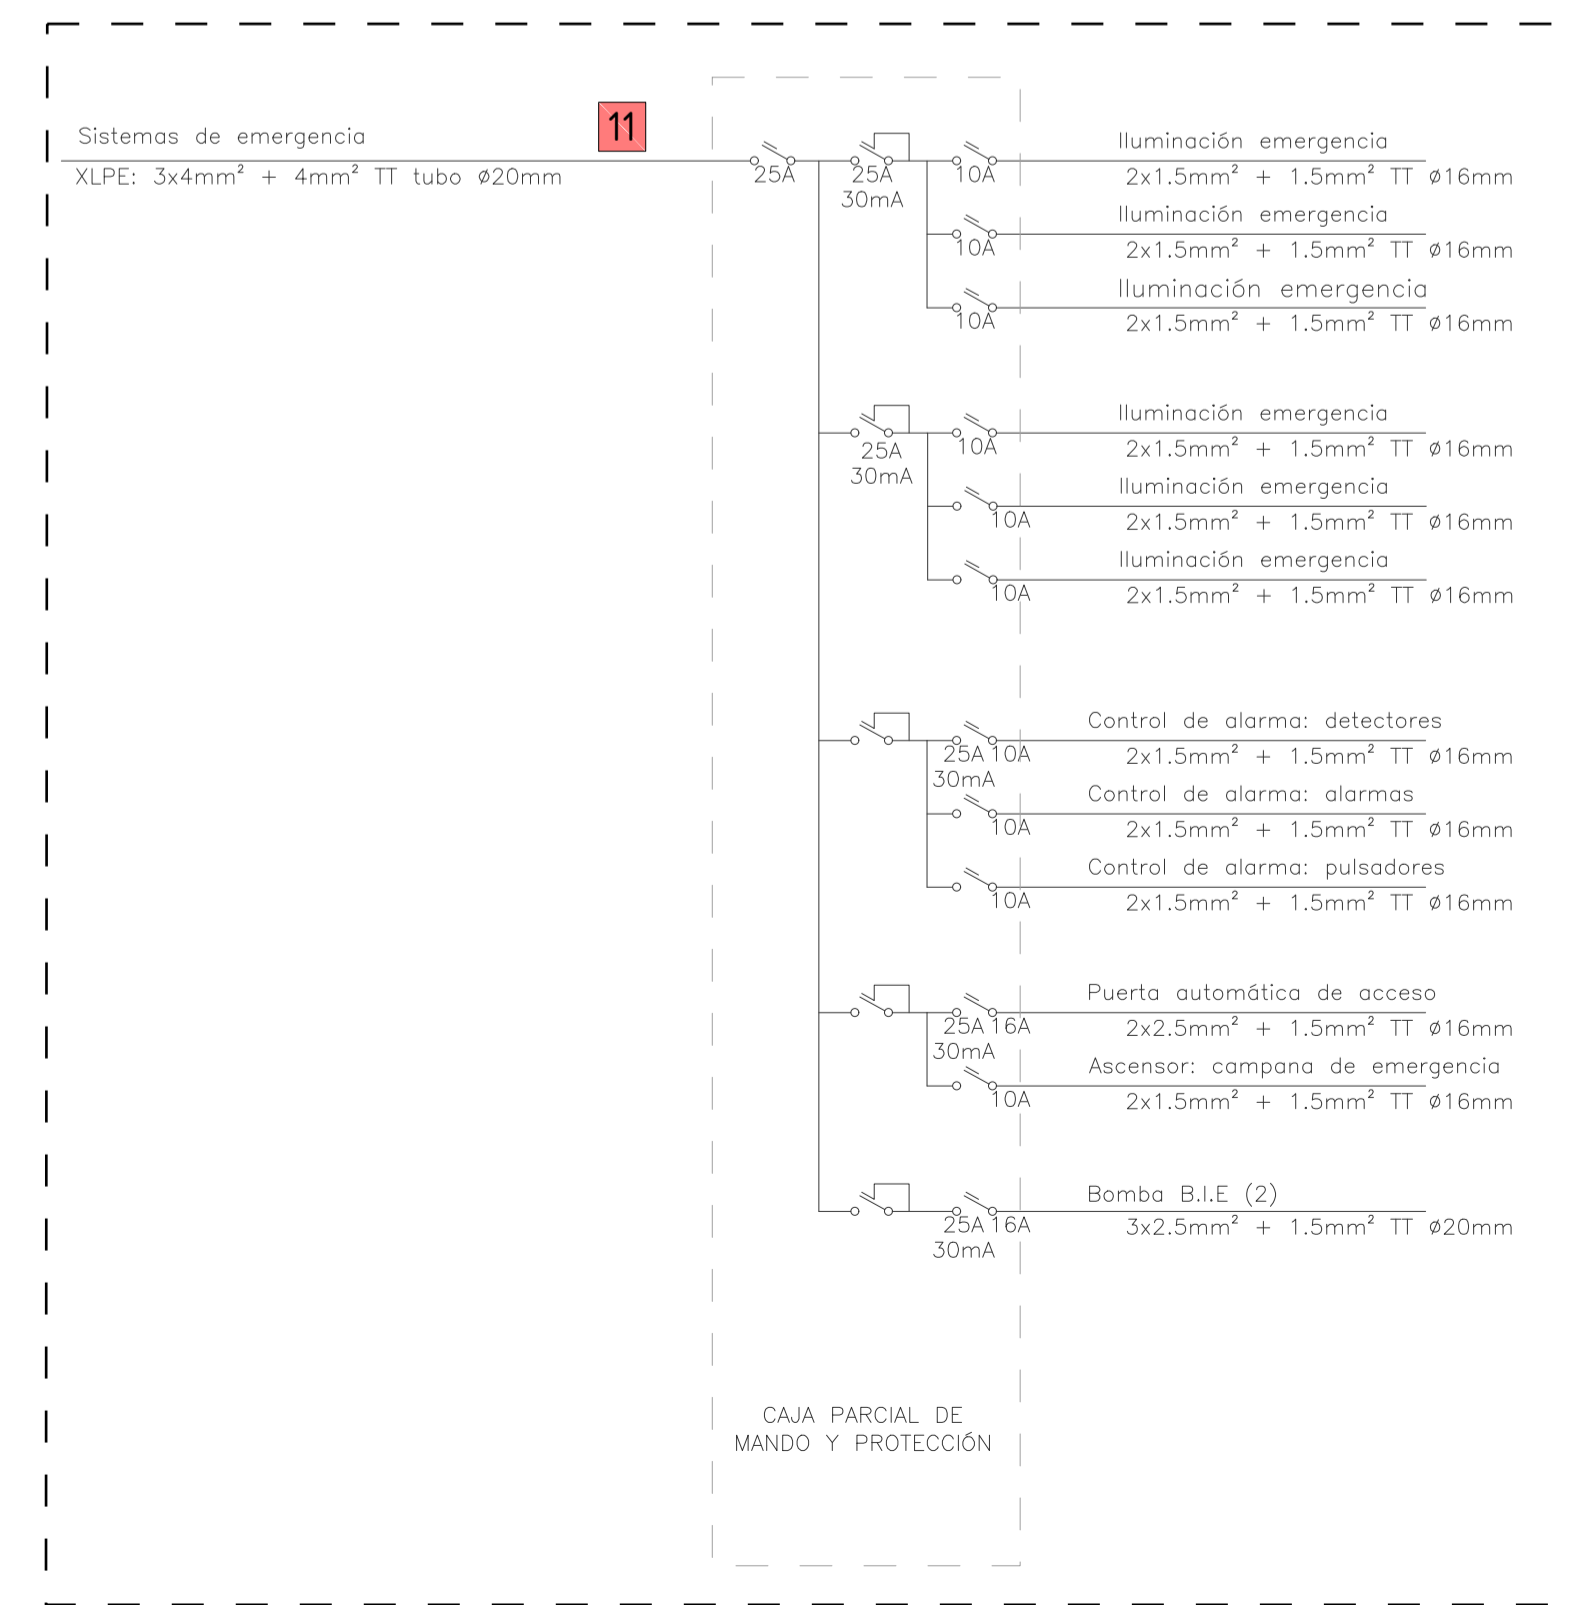 11
Sistemas de emergencia
XLPE: 3x4mm² + 4mm² TT tubo ø20mm
25A
25A
30mA
10A
Iluminación emergencia
2x1.5mm² + 1.5mm² TT ø16mm
10A
Iluminación emergencia
2x1.5mm² + 1.5mm² TT ø16mm
10A
Iluminación emergencia
2x1.5mm² + 1.5mm² TT ø16mm
25A
30mA
10A
Iluminación emergencia
2x1.5mm² + 1.5mm² TT ø16mm
10A
Iluminación emergencia
2x1.5mm² + 1.5mm² TT ø16mm
10A
Iluminación emergencia
2x1.5mm² + 1.5mm² TT ø16mm
25A 10A
30mA
Control de alarma: detectores
2x1.5mm² + 1.5mm² TT ø16mm
10A
Control de alarma: alarmas
2x1.5mm² + 1.5mm² TT ø16mm
10A
Control de alarma: pulsadores
2x1.5mm² + 1.5mm² TT ø16mm
25A 16A
30mA
Puerta automática de acceso
2x2.5mm² + 1.5mm² TT ø16mm
10A
Ascensor: campana de emergencia
2x1.5mm² + 1.5mm² TT ø16mm
25A 16A
30mA
Bomba B.I.E (2)
3x2.5mm² + 1.5mm² TT ø20mm
CAJA PARCIAL DE
MANDO Y PROTECCIÓN